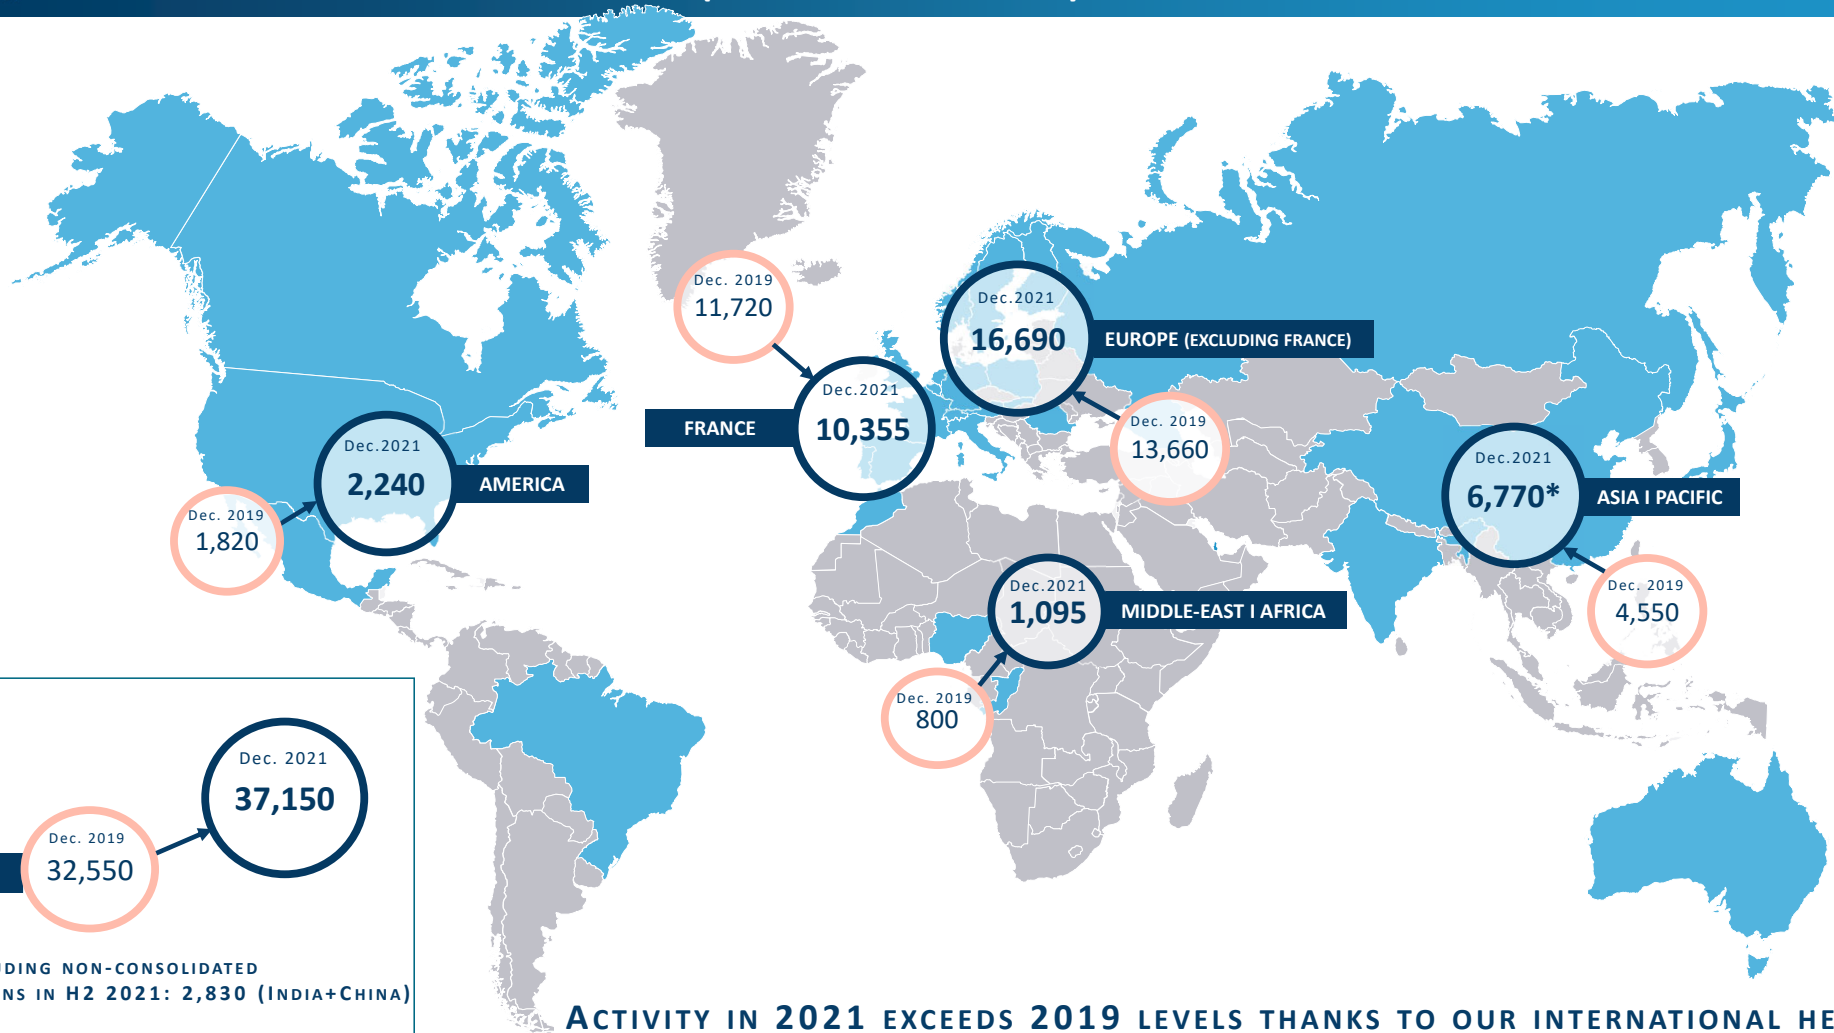 Dec. 2019
11,720
Dec.2021
16,690
EUROPE (EXCLUDING FRANCE)
Dec.2021
10,355
FRANCE
Dec. 2019
13,660
Dec.2021
2,240
AMERICA
Dec. 2019
1,820
Dec.2021
6,770*
ASIA I PACIFIC
Dec. 2019
4,550
Dec.2021
1,095
MIDDLE-EAST I AFRICA
Dec. 2019
800
Dec. 2021
37,150
Dec. 2019
32,550
NON-CONSOLIDATED
IN H2 2021: 2,830 (INDIA+CHINA)
ACTIVITY IN 2021 EXCEEDS 2019 LEVELS THANKS TO OUR INTERNATIONAL